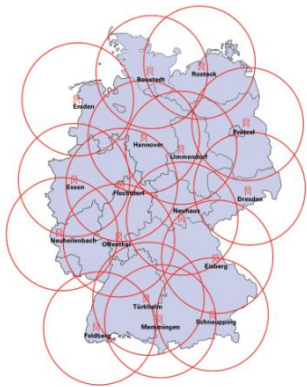 Rostock
Boostedt
Emden
Prötzel
Hannover
Ummendorf
Essen
Flechtdorf
Dresden
Neuhaus
Neuheilenbach
Offenthal
Eisberg
Türkheim
Memmingen
Schnaupping
Feldberg